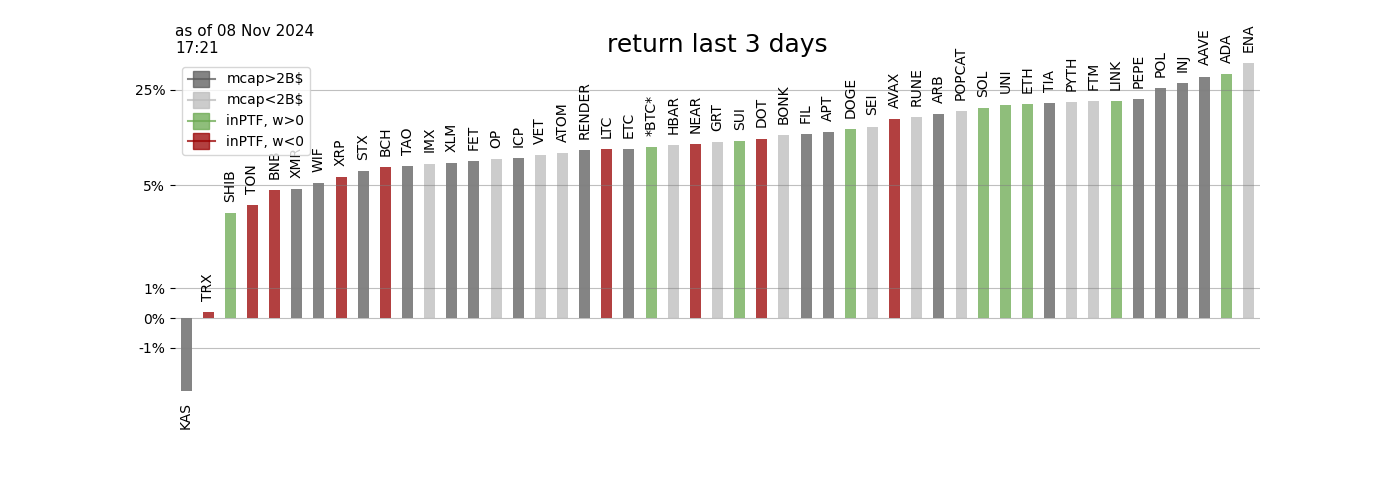 as of 08 Nov 2024
17:21
return last 3 days
mcap>2B$
mcap<2B$
inPTF, w>0
inPTF, w<0
25%
5%
1%
0%
-1%
KAS
TRX
SHIB
TON
BNB
XMR
WIF
XRP
STX
BCH
TAO
IMX
XLM
FET
OP
ICP
VET
ATOM
RENDER
LTC
ETC
*BTC*
HBAR
NEAR
GRT
SUI
DOT
BONK
FIL
APT
DOGE
SEI
AVAX
RUNE
ARB
POPCAT
SOL
UNI
ETH
TIA
PYTH
FTM
LINK
PEPE
POL
INJ
AAVE
ADA
ENA